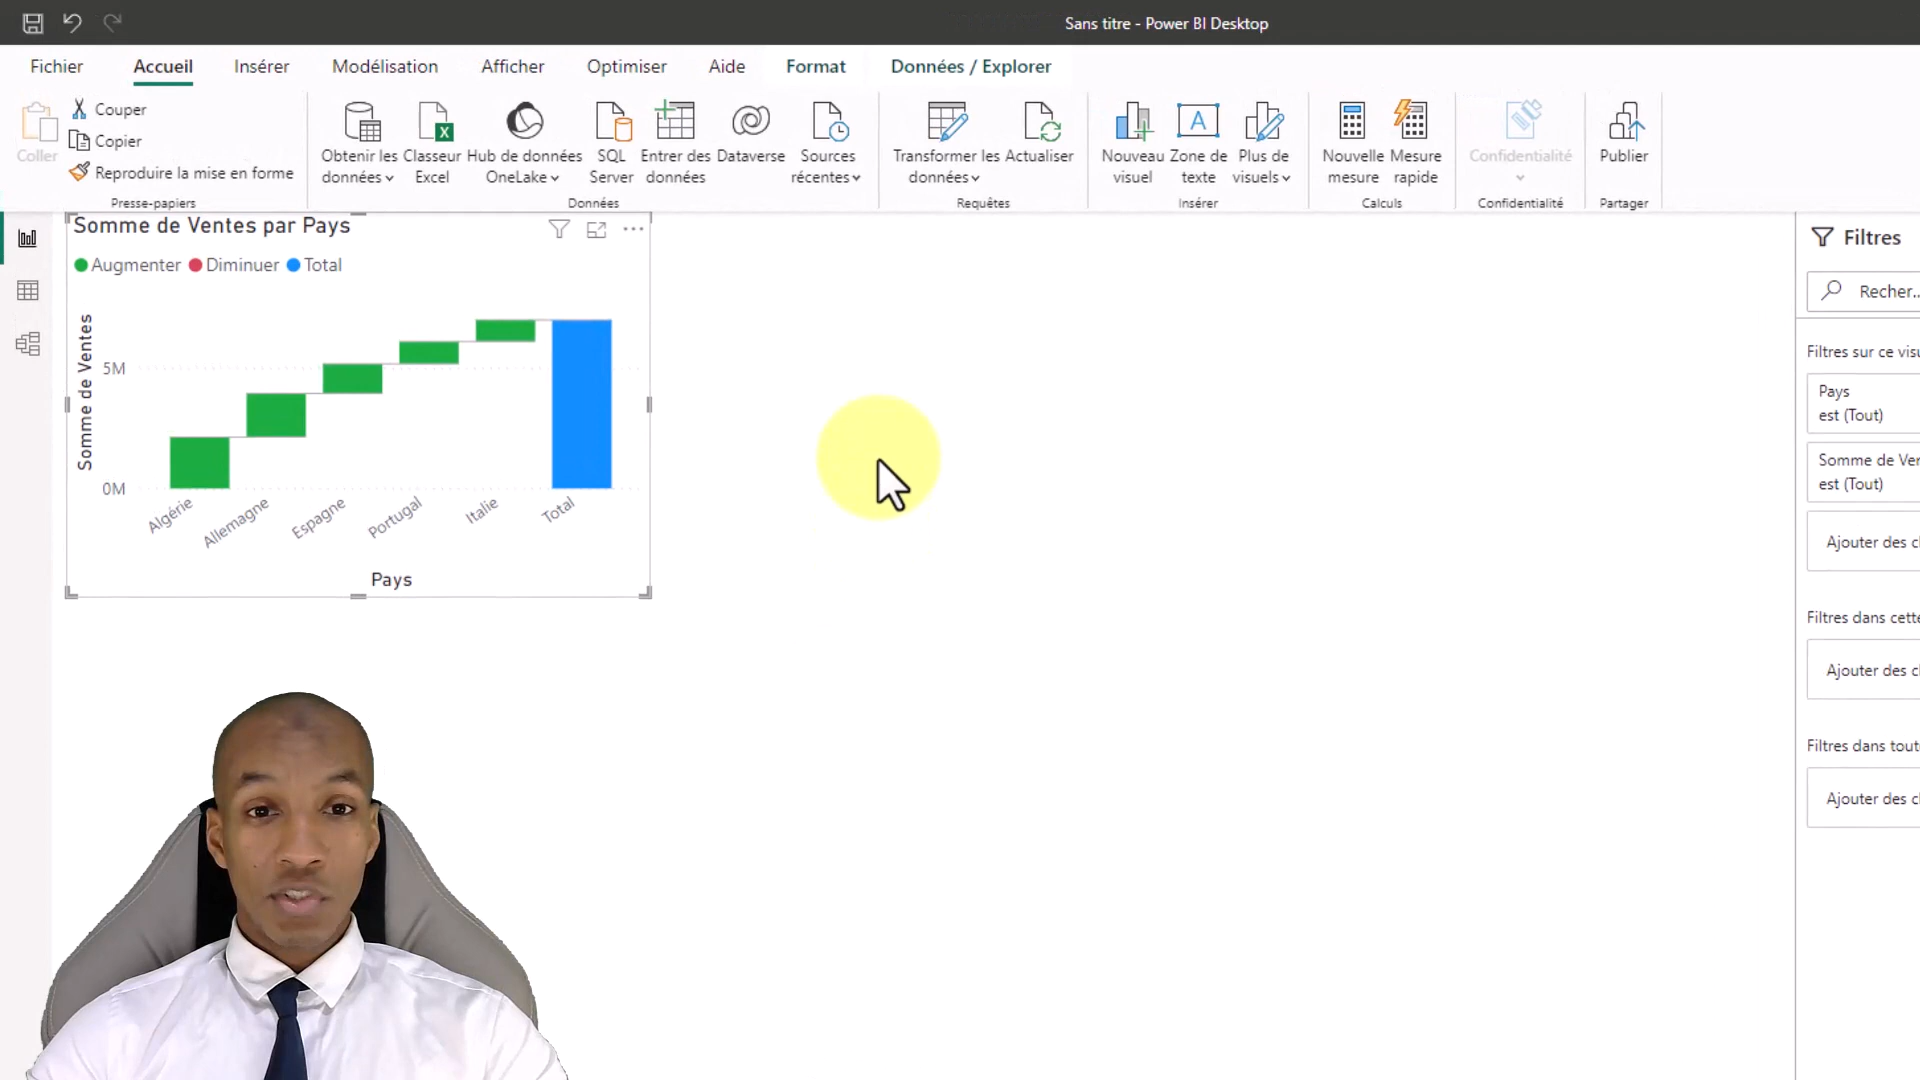 Sans titre - Power BI Desktop
Fichier Accueil Insérer Modélisation Afficher Optimiser Aide Format Données / Explorer
Coller
Couper
Copier
Reproduire la mise en forme
Presse-papiers
Obtenir les données
Classeur Excel
Hub de données OneLake
SQL Server
Entrer des données
Dataverse
Sources récentes
Données
Transformer les données
Actualiser
Requêtes
Nouveau visuel
Zone de texte
Plus de visuels
Insérer
Nouvelle mesure
Mesure rapide
Calculs
Confidentialité
Confidentialité
Publier
Partager
Somme de Ventes par Pays
Augmenter Diminuer Total
Somme de Ventes
5M
0M
Algérie Allemagne Espagne Portugal Italie Total
Pays
Filtres
Recher...
Filtres sur ce visu
Pays
est (Tout)
Somme de Ver
est (Tout)
Ajouter des cl
Filtres dans cette
Ajouter des cl
Filtres dans tout
Ajouter des cl